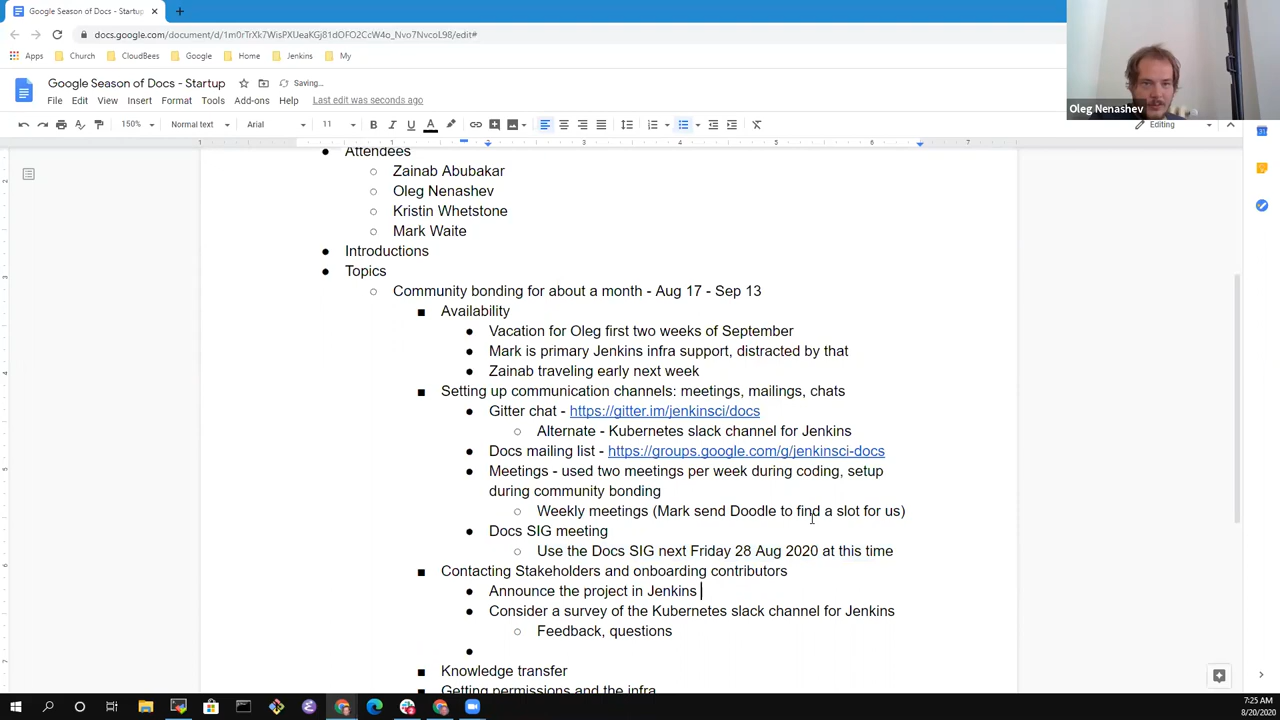 Google Season of Docs - Startup
docs.google.com/document/d/1m0rTrXk7WisPXUeaKGj81dOFO2CcW4o_Nvo7NvcoL98/edit#
Apps Church CloudBees Google Home Jenkins My
Google Season of Docs - Startup Saving...
File Edit View Insert Format Tools Add-ons Help Last edit was seconds ago
Oleg Nenashev
150% Normal text Arial 11 B I U A Editing
1 1 2 3 4 5 6 7
Attendees
Zainab Abubakar
Oleg Nenashev
Kristin Whetstone
Mark Waite
Introductions
Topics
Community bonding for about a month - Aug 17 - Sep 13
Availability
Vacation for Oleg first two weeks of September
Mark is primary Jenkins infra support, distracted by that
Zainab traveling early next week
Setting up communication channels: meetings, mailings, chats
Gitter chat - https://gitter.im/jenkinsci/docs
Alternate - Kubernetes slack channel for Jenkins
Docs mailing list - https://groups.google.com/g/jenkinsci-docs
Meetings - used two meetings per week during coding, setup
during community bonding
Weekly meetings (Mark send Doodle to find a slot for us)
Docs SIG meeting
Use the Docs SIG next Friday 28 Aug 2020 at this time
Contacting Stakeholders and onboarding contributors
Announce the project in Jenkins
Consider a survey of the Kubernetes slack channel for Jenkins
Feedback, questions
Knowledge transfer
Getting permissions and the infra
7:25 AM
8/20/2020